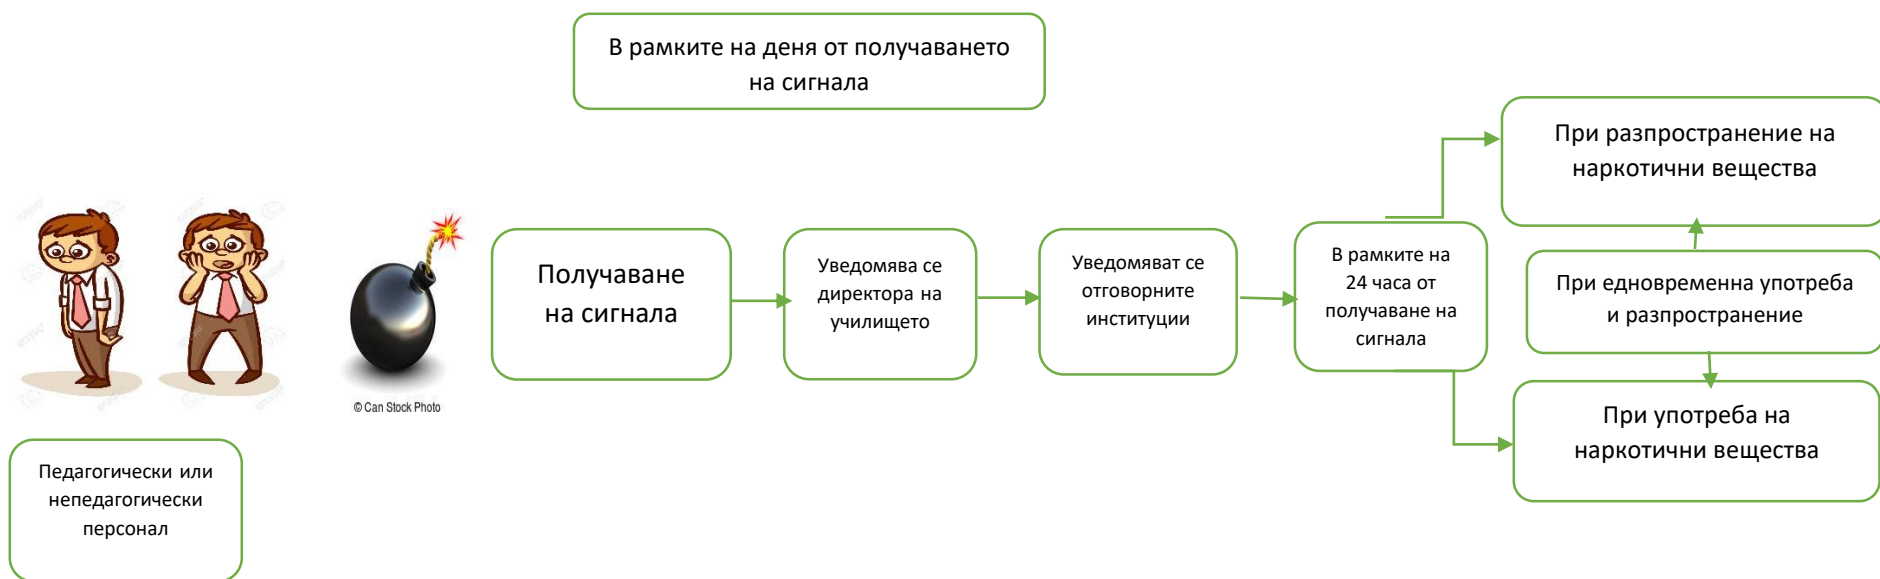 В рамките на деня от получаването
на сигнала
При разпространение на
наркотични вещества
Получаване
на сигнала
Уведомява се
директора на
училището
Уведомяват се
отговорните
институции
В рамките на
24 часа от
получаване на
сигнала
При едновременна употреба
и разпространение
При употреба на
наркотични вещества
© Can Stock Photo
Педагогически или
непедагогически
персонал